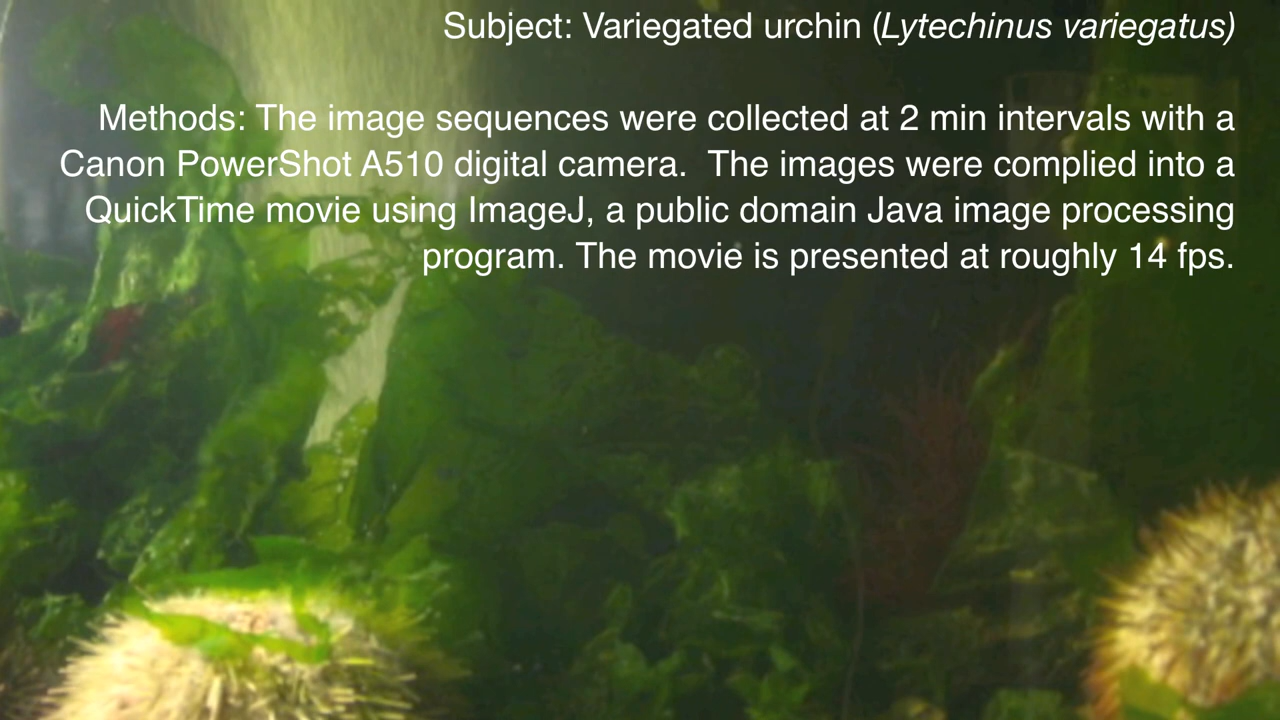 Subject: Variegated urchin (Lytechinus variegatus)
Methods: The image sequences were collected at 2 min intervals with a
Canon PowerShot A510 digital camera.  The images were complied into a
QuickTime movie using ImageJ, a public domain Java image processing
program. The movie is presented at roughly 14 fps.